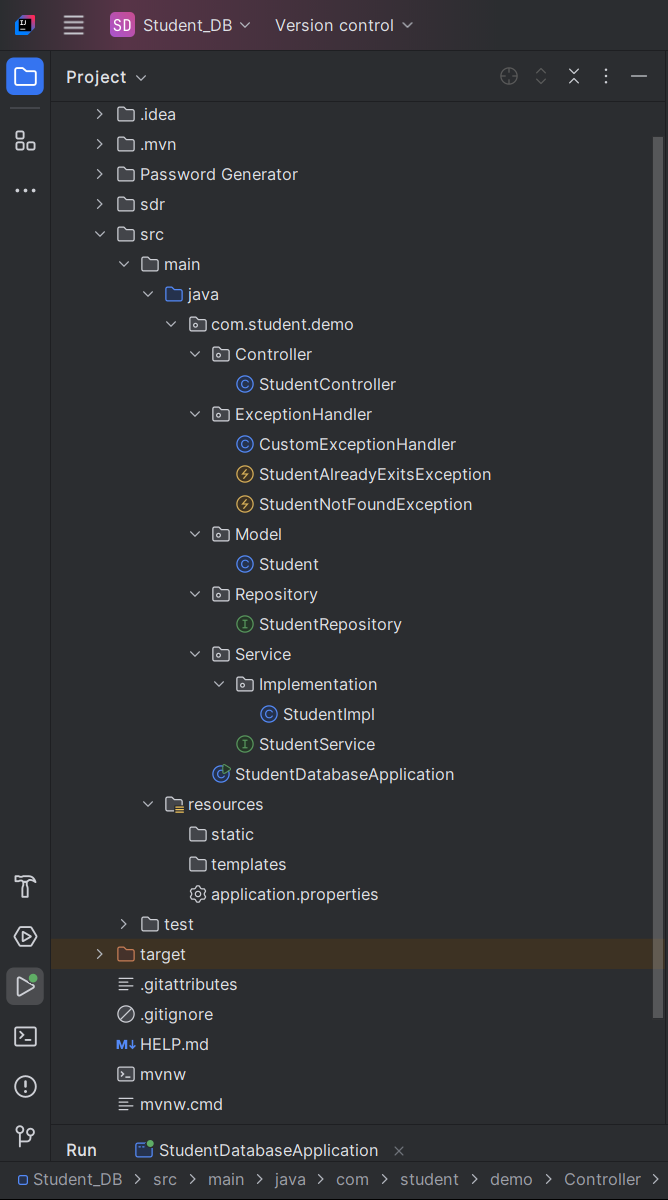 SD Student_DB Version control
Project
.idea
.mvn
Password Generator
sdr
src
main
java
com.student.demo
Controller
C StudentController
ExceptionHandler
C CustomExceptionHandler
StudentAlreadyExitsException
StudentNotFoundException
Model
C Student
Repository
I StudentRepository
Service
Implementation
C StudentImpl
I StudentService
C StudentDatabaseApplication
resources
static
templates
application.properties
test
target
.gitattributes
.gitignore
M↓ HELP.md
mvnw
mvnw.cmd
Run StudentDatabaseApplication ×
Student_DB > src > main > java > com > student > demo > Controller >